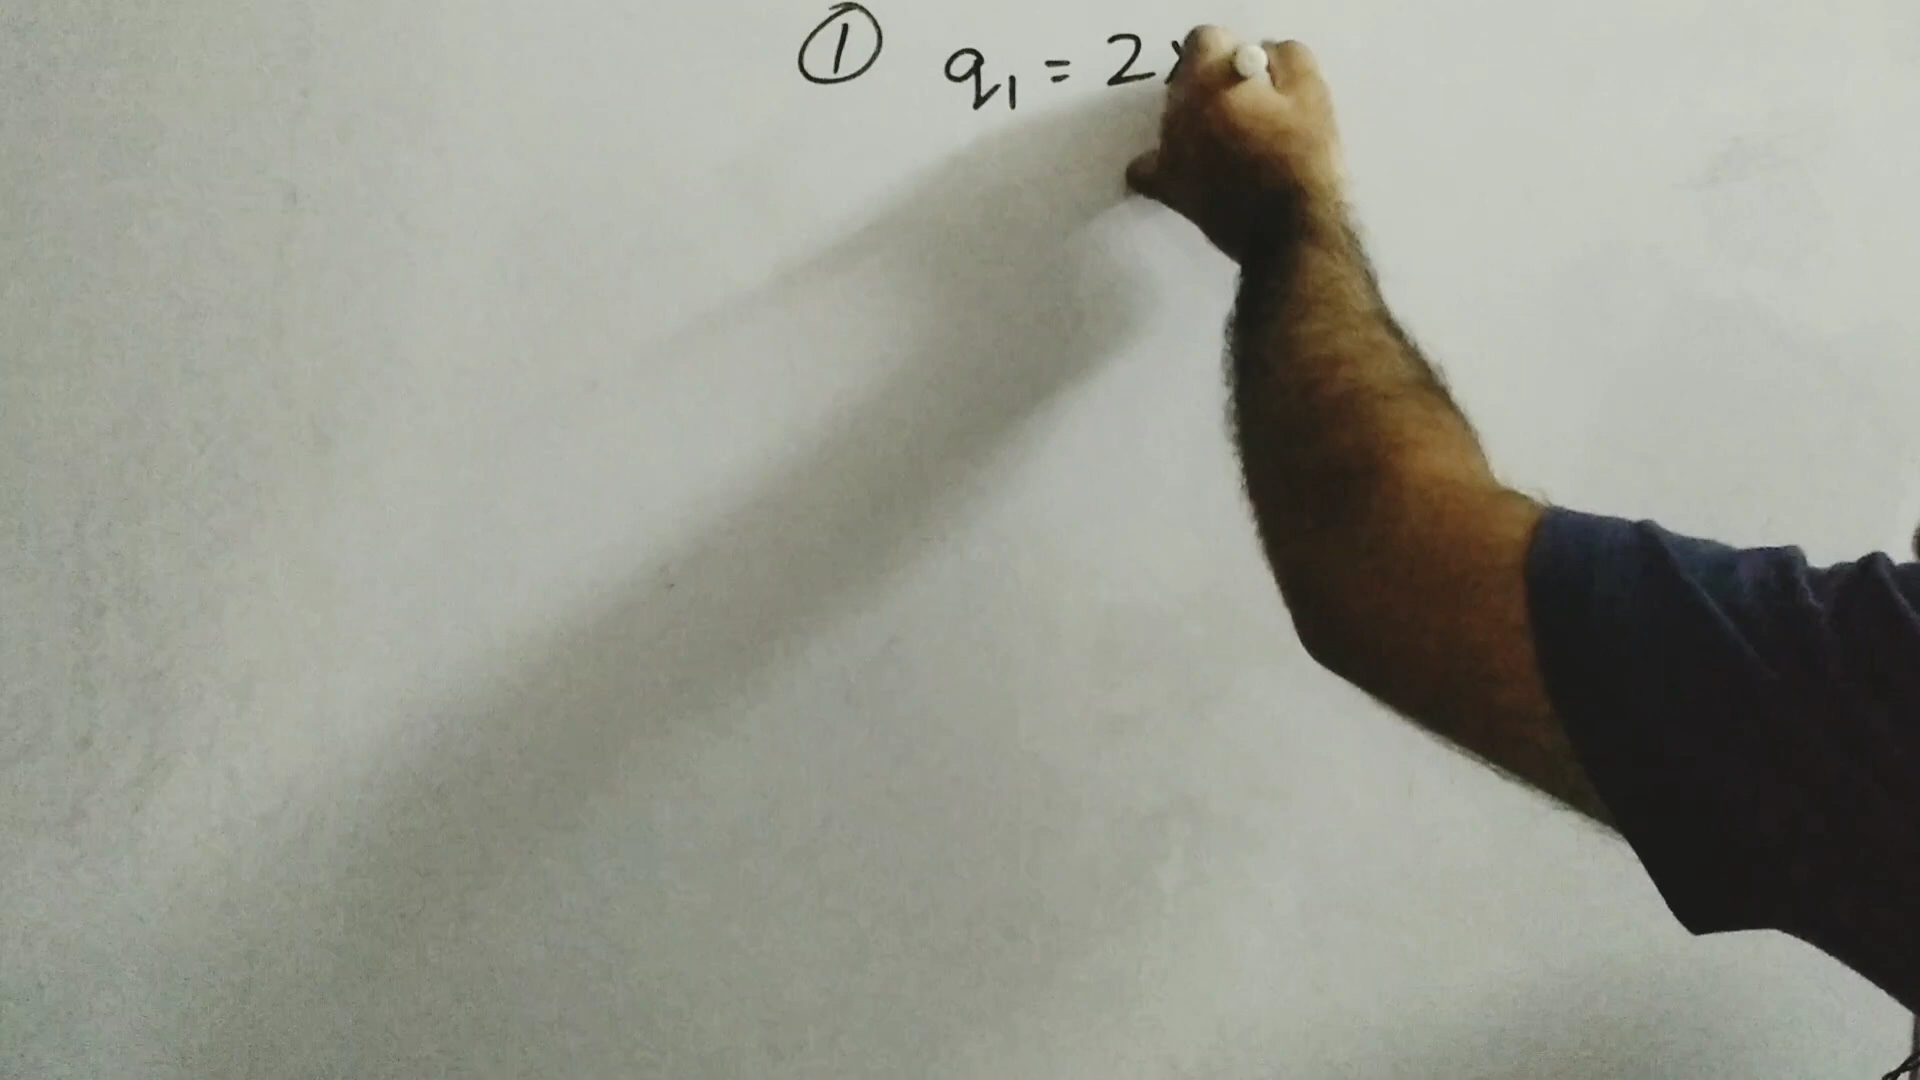 ① q₁ = 2×